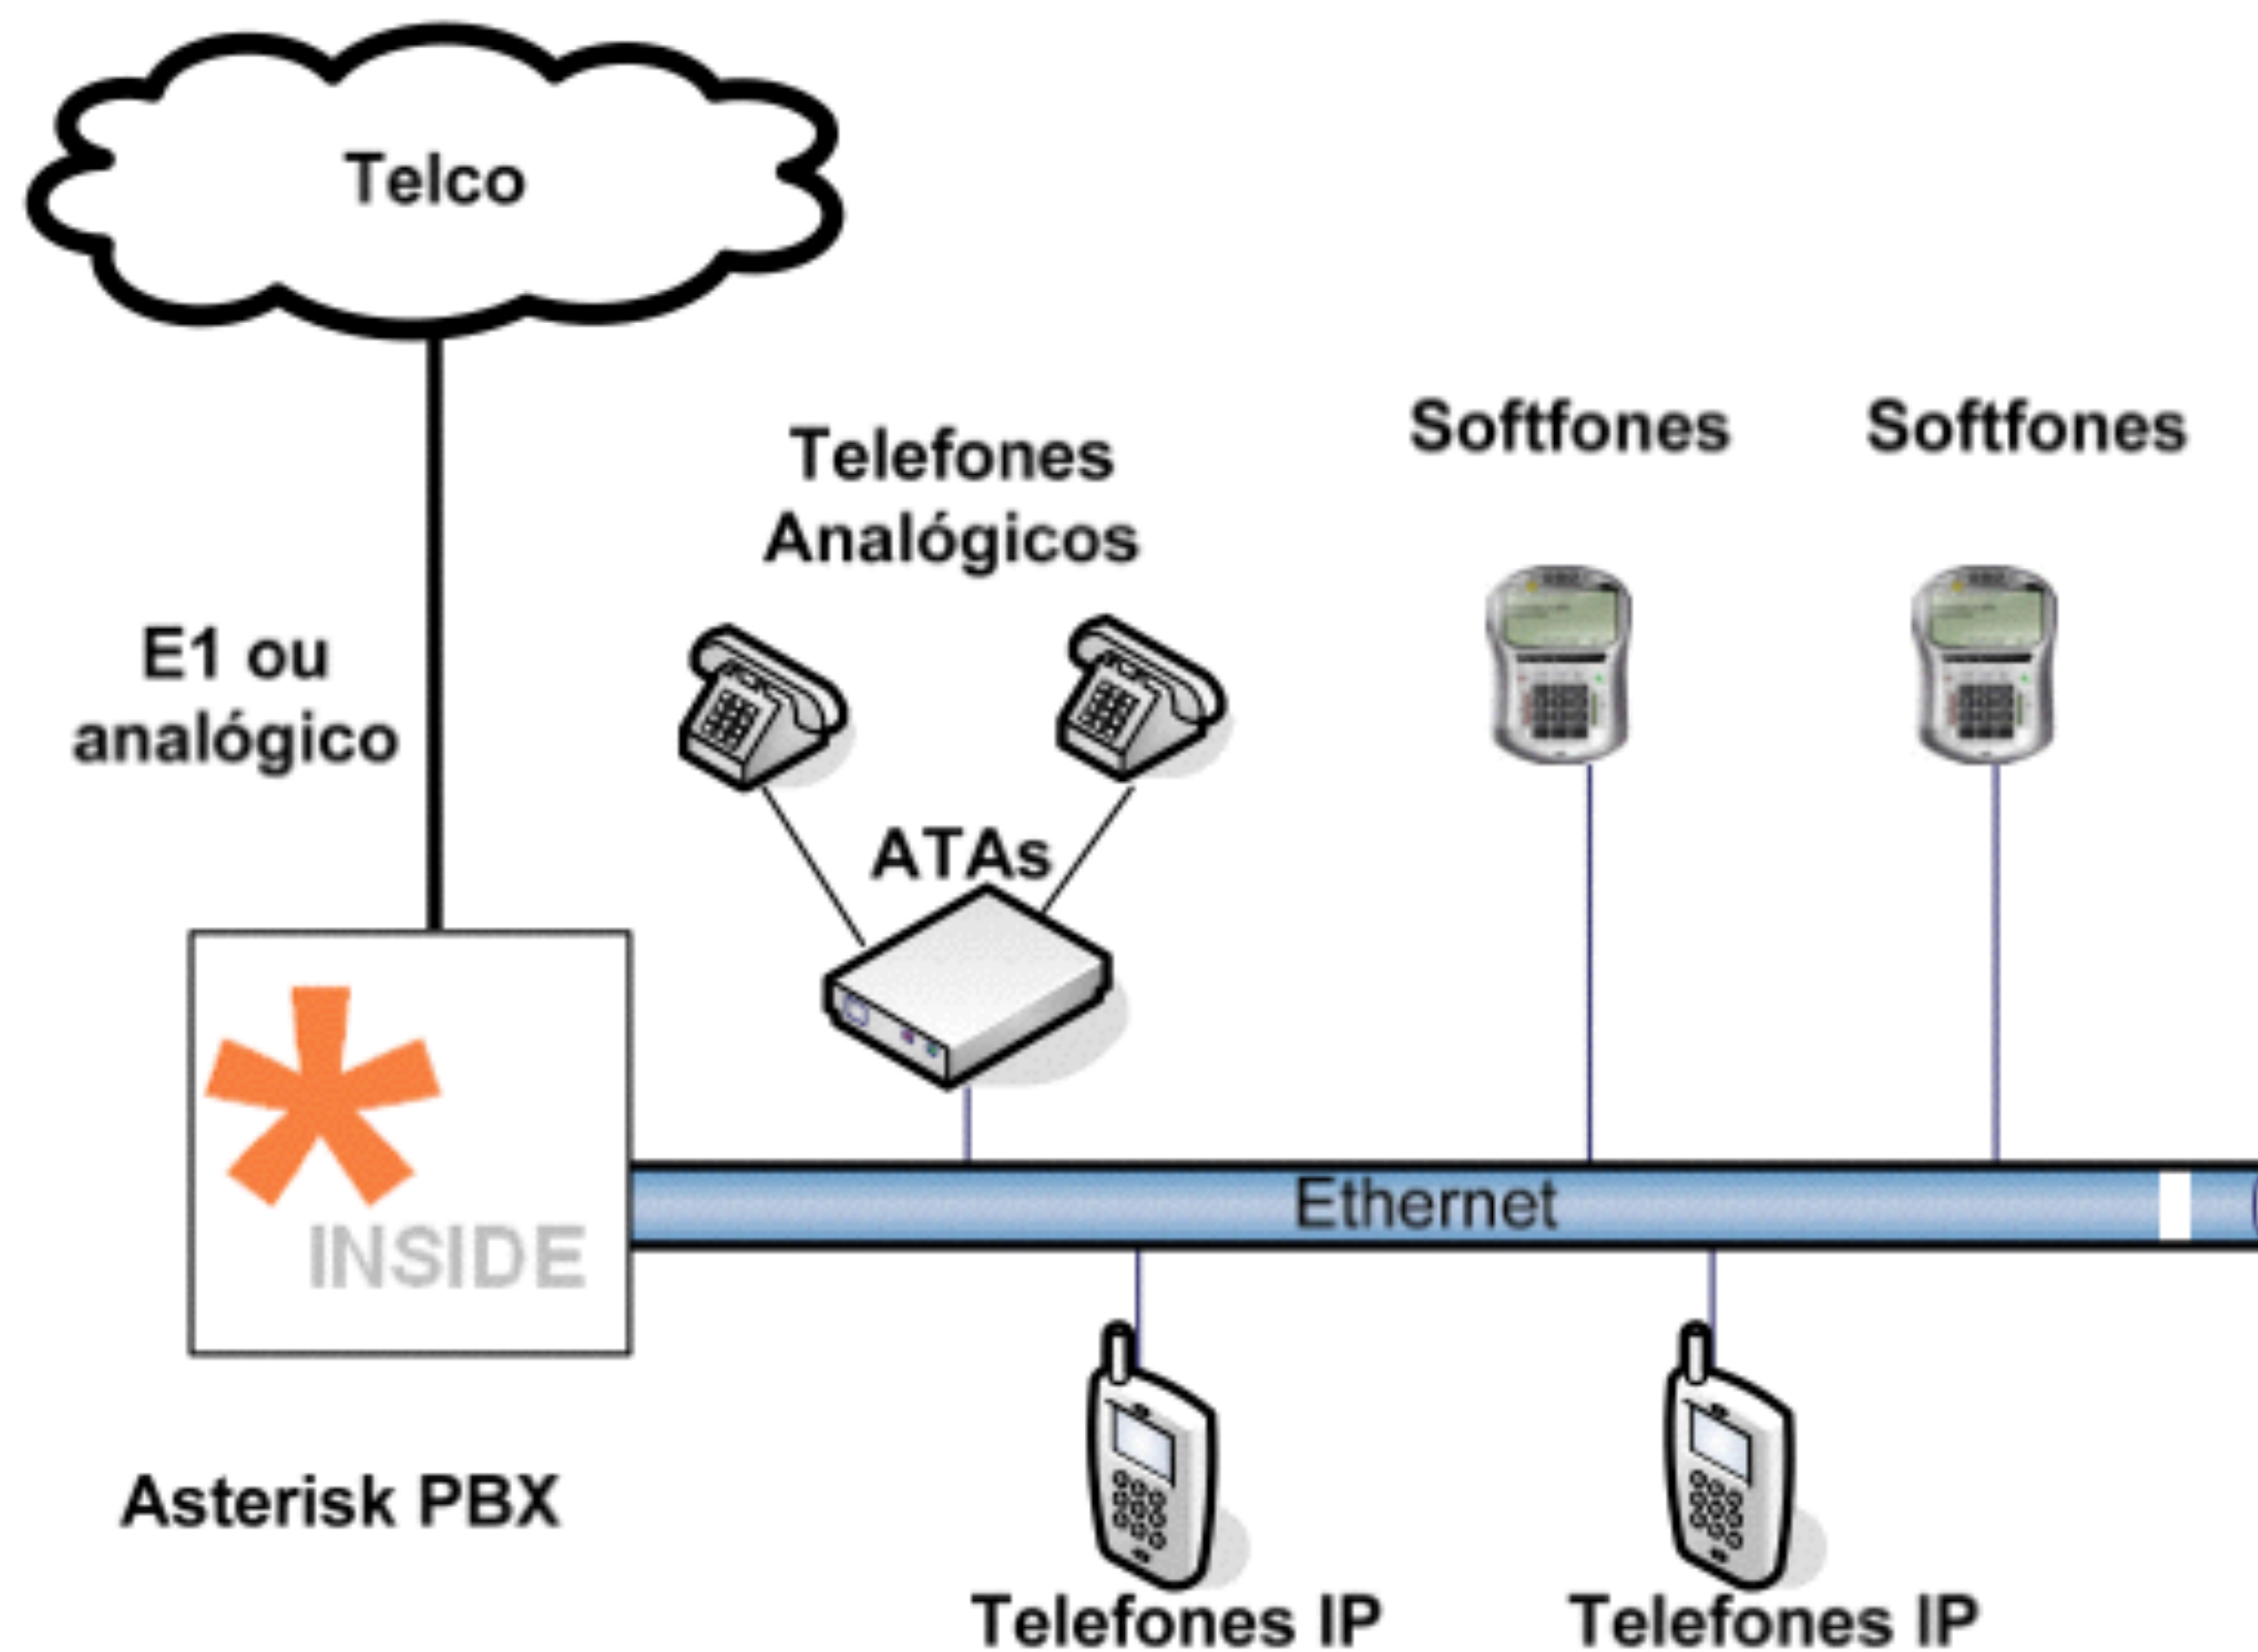 Telco
Softfones
Softfones
Telefones
Analógicos
E1 ou
analógico
ATAs
Ethernet
INSIDE
Asterisk PBX
Telefones IP
Telefones IP